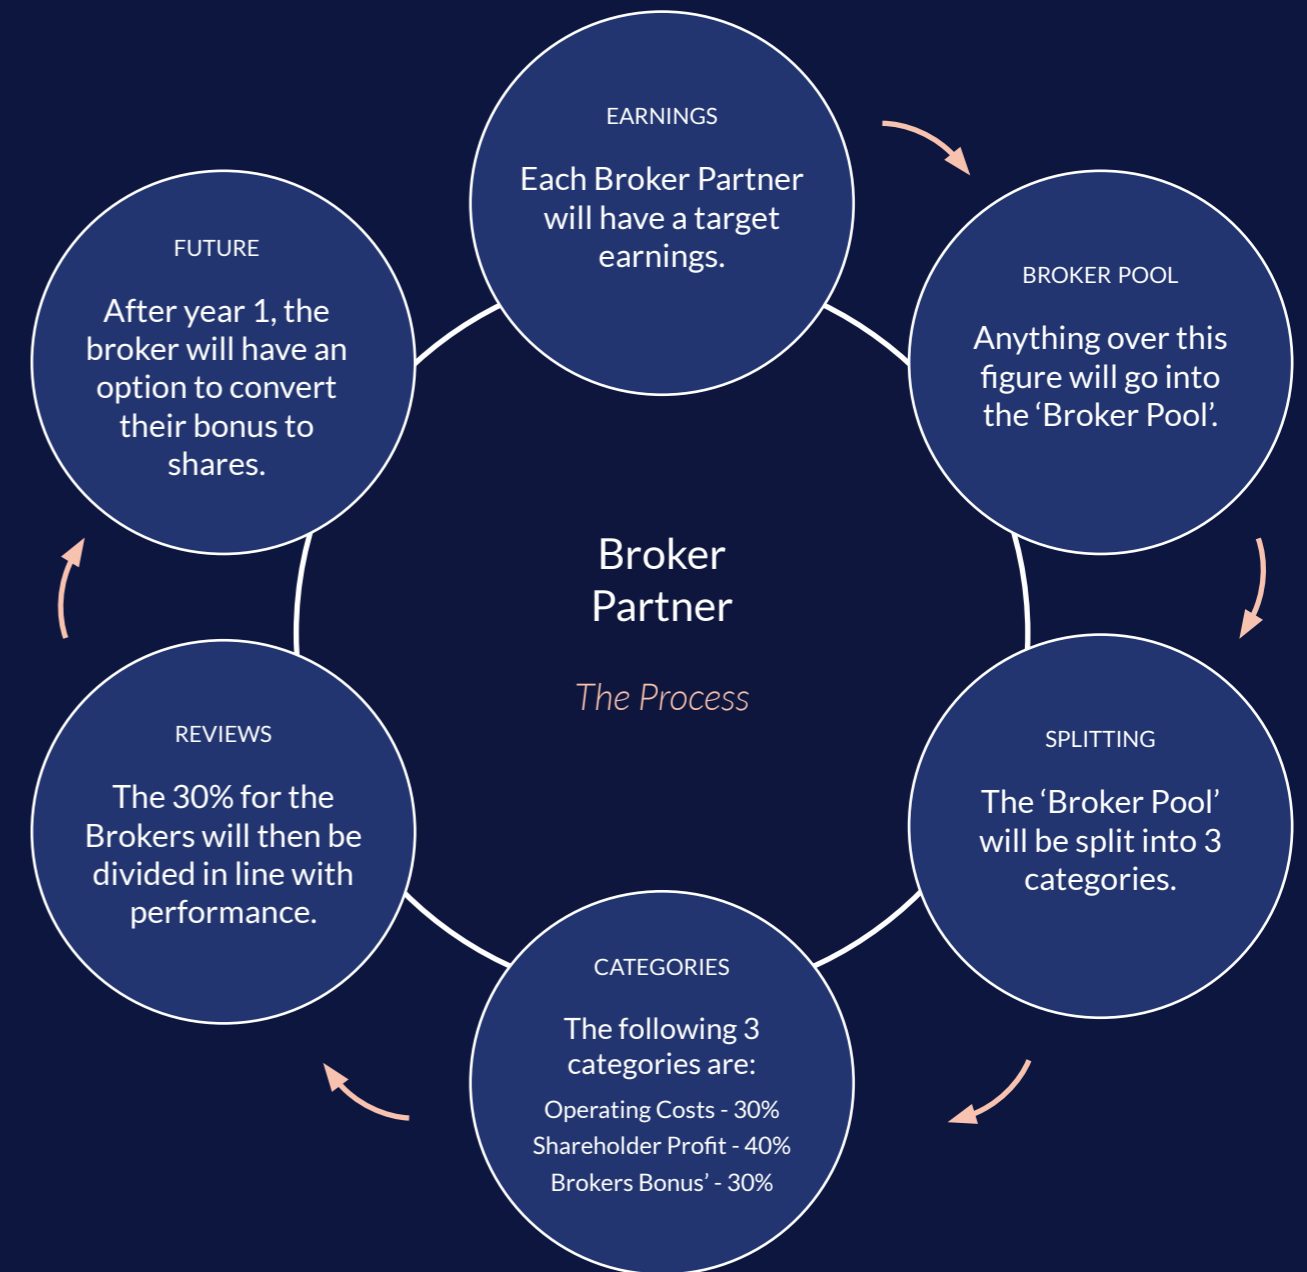 EARNINGS
Each Broker Partner
will have a target
earnings.
BROKER POOL
Anything over this
figure will go into
the ‘Broker Pool’.
SPLITTING
The ‘Broker Pool’
will be split into 3
categories.
CATEGORIES
The following 3
categories are:
Operating Costs - 30%
Shareholder Profit - 40%
Brokers Bonus’ - 30%
REVIEWS
The 30% for the
Brokers will then be
divided in line with
performance.
FUTURE
After year 1, the
broker will have an
option to convert
their bonus to
shares.
Broker
Partner
The Process